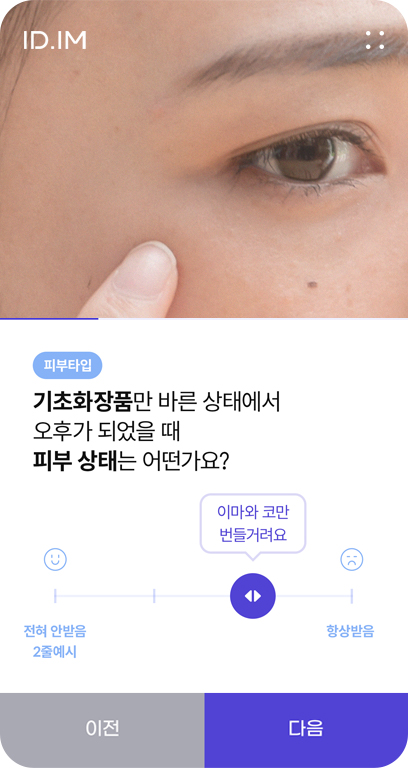 ID.IM
피부타입
기초화장품만 바른 상태에서
오후가 되었을 때
피부 상태는 어떤가요?
이마와 코만
번들거려요
전혀 안받음
2줄예시
항상받음
이전
다음